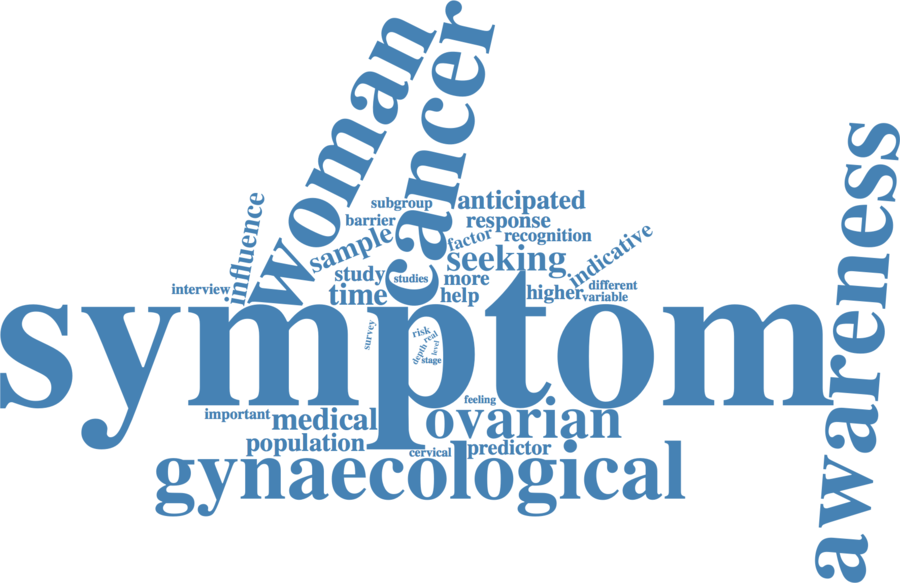 woman
cancer
awareness
influence
subgroup
anticipated
barrier
response
sample
factor
recognition
indicative
seeking
study
studies
more
different
interview
time
help
higher
variable
symptom
survey
risk
real
depth
level
stage
feeling
important
medical
ovarian
population
cervical
predictor
gynaecological